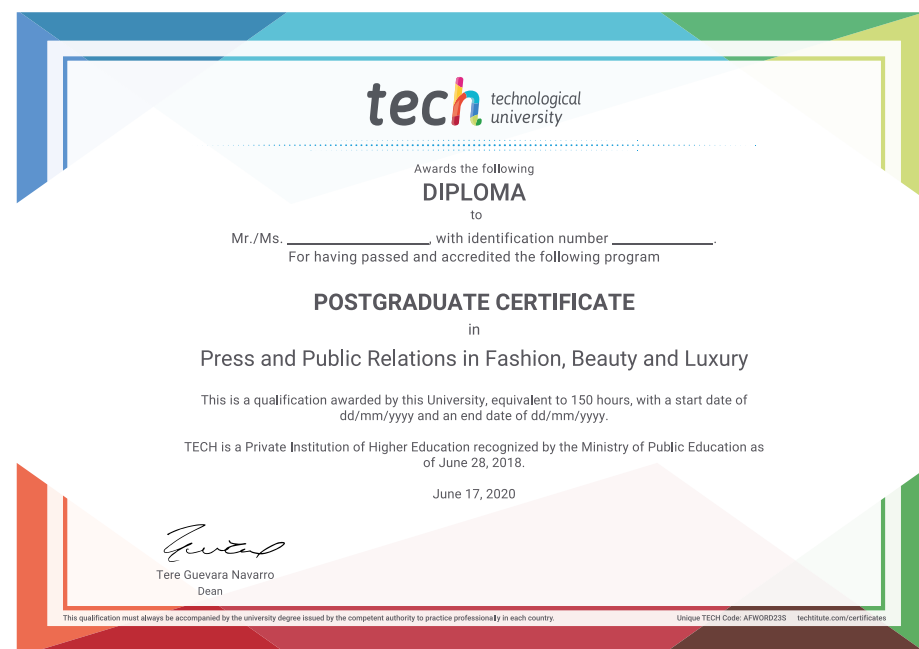 tech technological
university
Awards the following
DIPLOMA
to
Mr./Ms. ____________________, with identification number ______________.
For having passed and accredited the following program
POSTGRADUATE CERTIFICATE
in
Press and Public Relations in Fashion, Beauty and Luxury
This is a qualification awarded by this University, equivalent to 150 hours, with a start date of
dd/mm/yyyy and an end date of dd/mm/yyyy.
TECH is a Private Institution of Higher Education recognized by the Ministry of Public Education as
of June 28, 2018.
June 17, 2020
Tere Guevara Navarro
Dean
This qualification must always be accompanied by the university degree issued by the competent authority to practice professionally in each country. Unique TECH Code: AFWORD23S techtitute.com/certificates